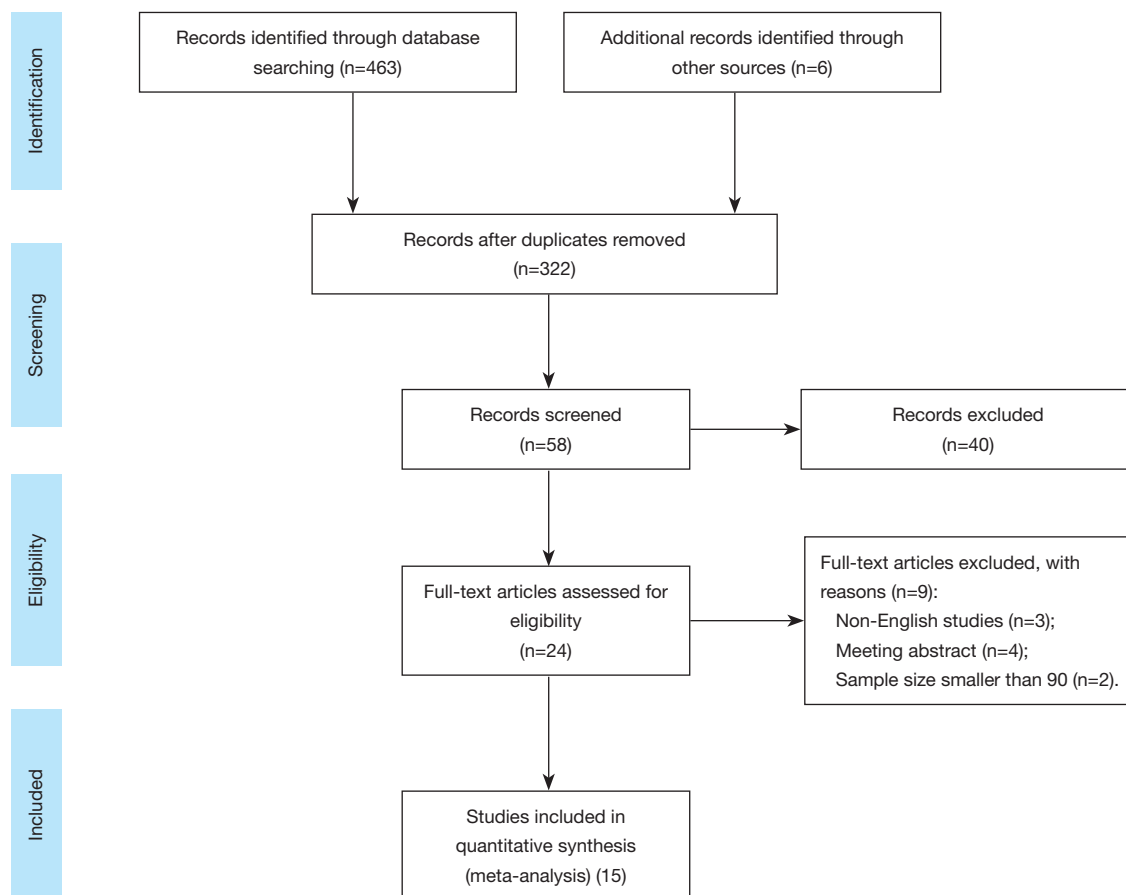 Identification
Records identified through database
searching (n=463)
Additional records identified through
other sources (n=6)
Screening
Records after duplicates removed
(n=322)
Records screened
(n=58)
Records excluded
(n=40)
Eligibility
Full-text articles assessed for
eligibility
(n=24)
Full-text articles excluded, with
reasons (n=9):
Non-English studies (n=3);
Meeting abstract (n=4);
Sample size smaller than 90 (n=2).
Included
Studies included in
quantitative synthesis
(meta-analysis) (15)